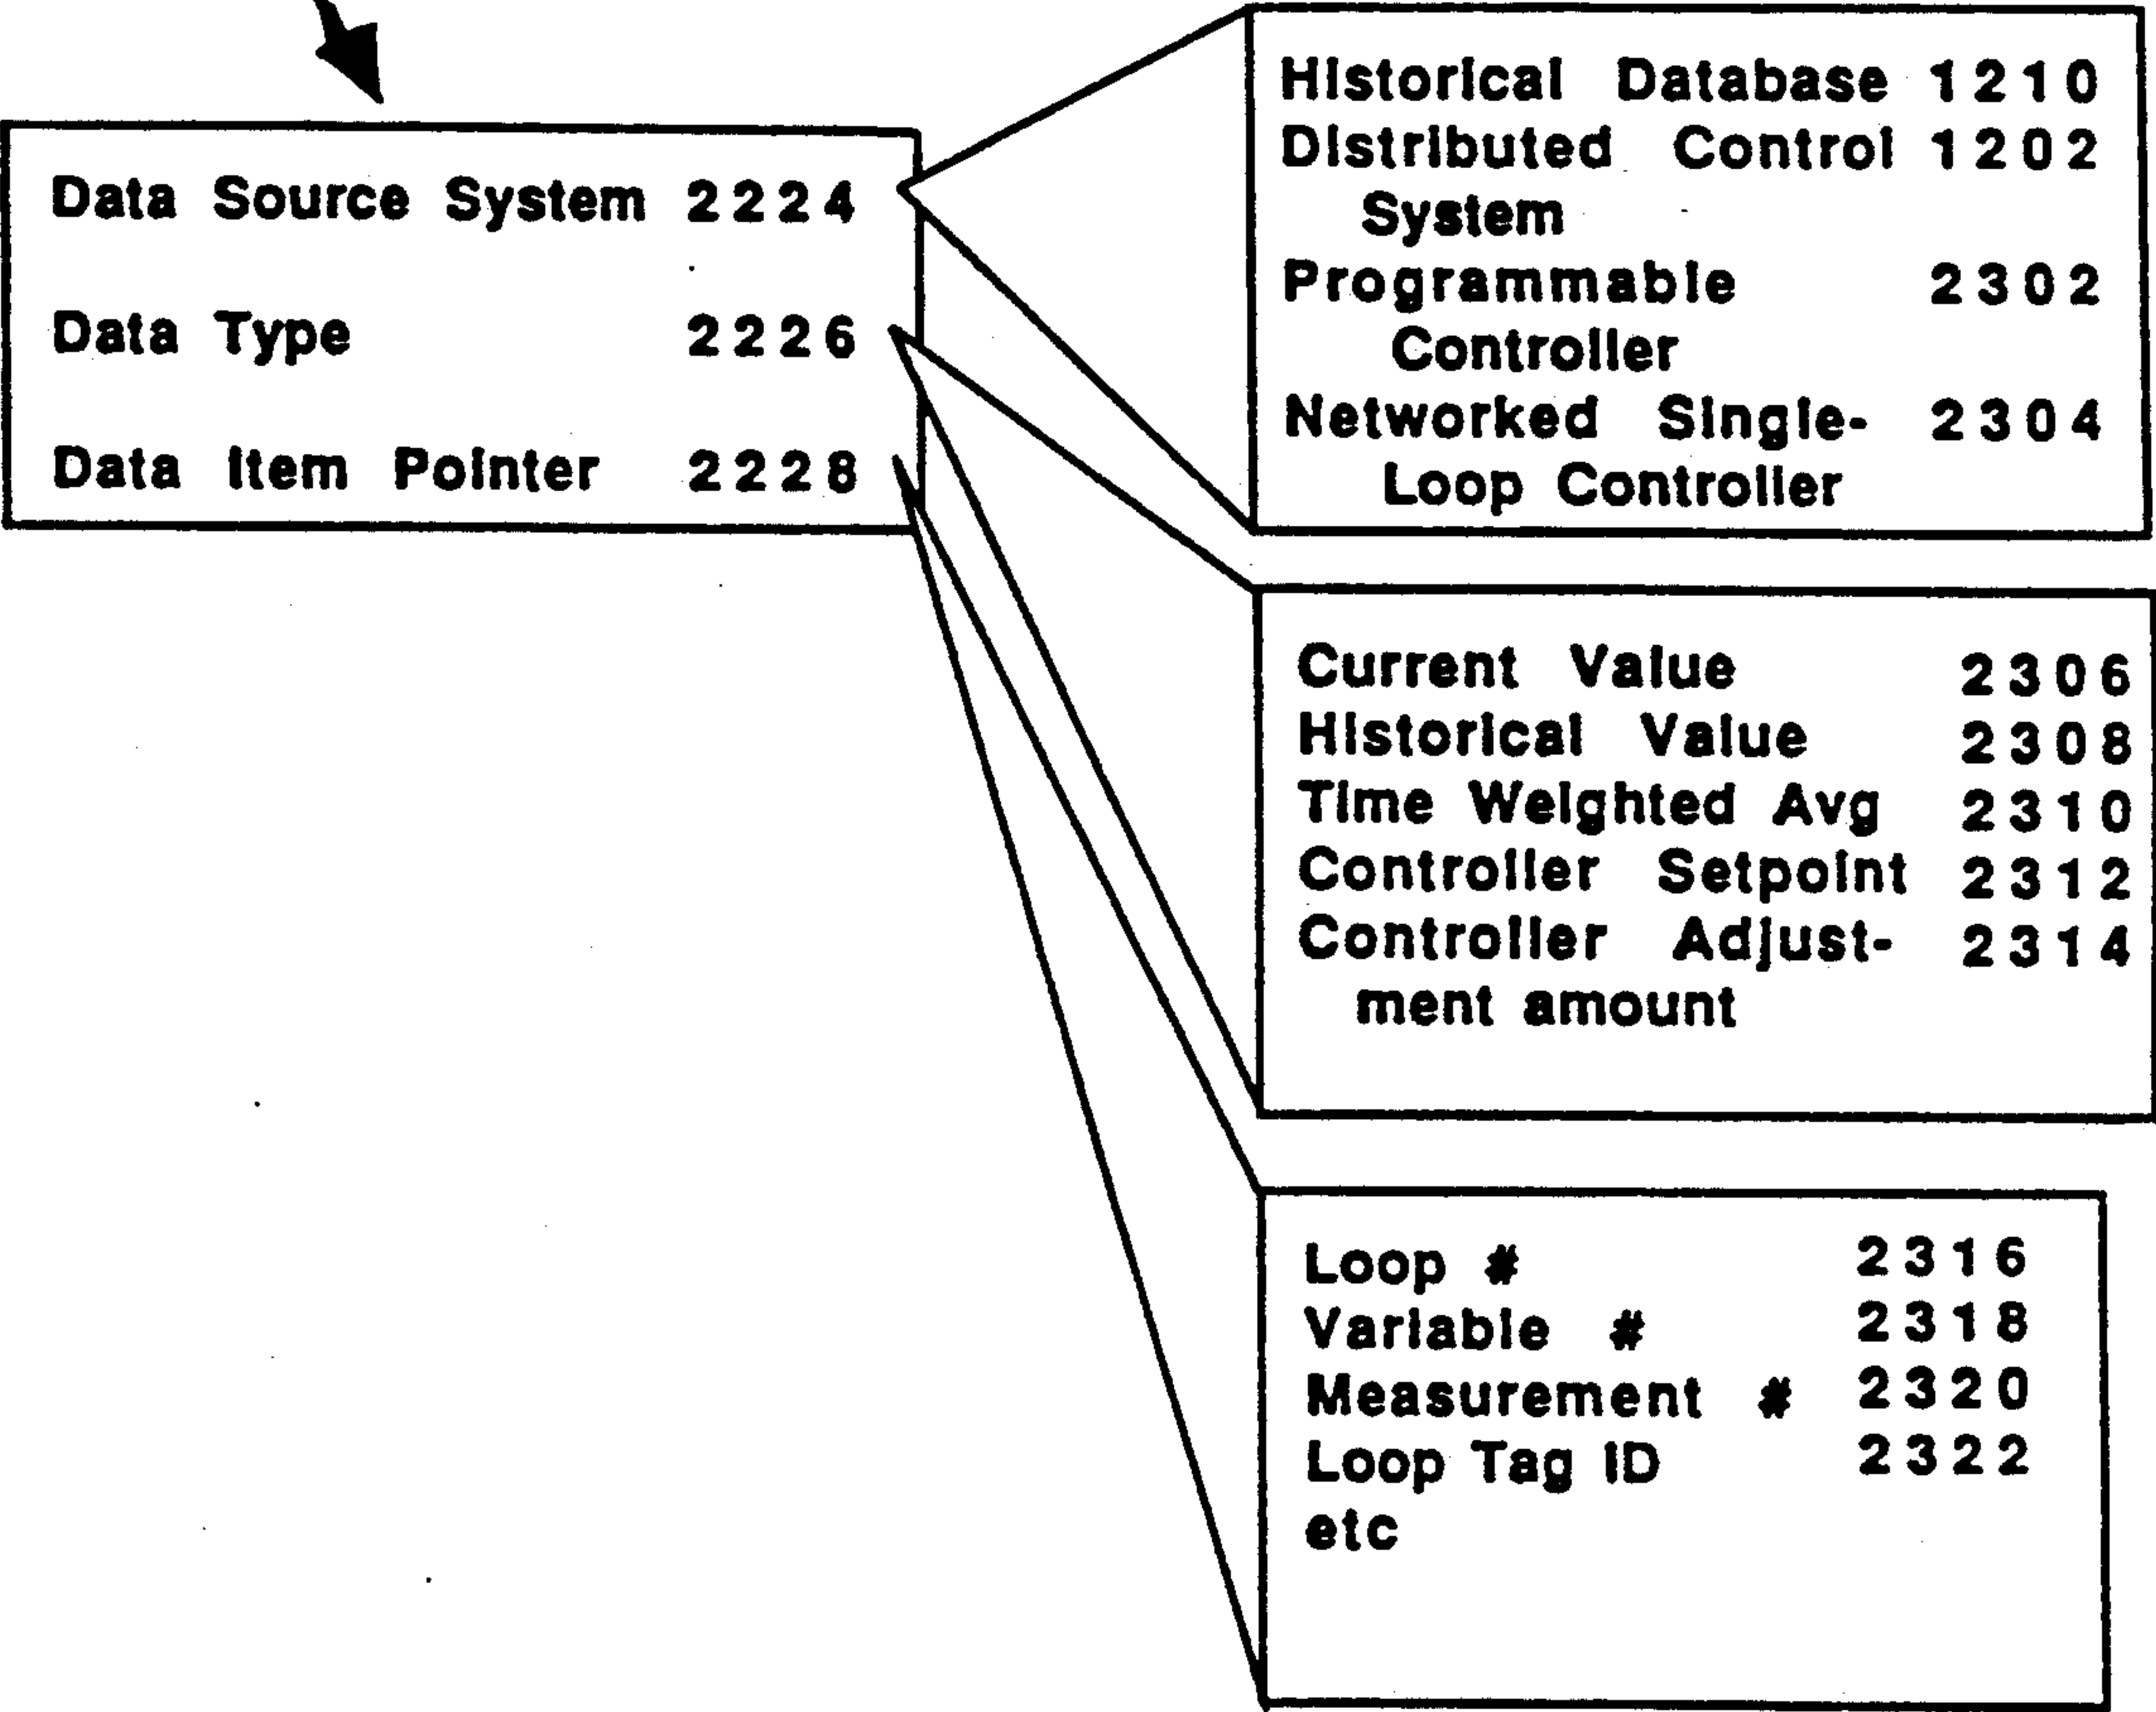 Data Source System 2224
Data Type 2226
Data Item Pointer 2228
Historical Database 1210
Distributed Control 1202
System
Programmable 2302
Controller
Networked Single- 2304
Loop Controller
Current Value 2306
Historical Value 2308
Time Weighted Avg 2310
Controller Setpoint 2312
Controller Adjust- 2314
ment amount
Loop # 2316
Variable # 2318
Measurement # 2320
Loop Tag ID 2322
etc